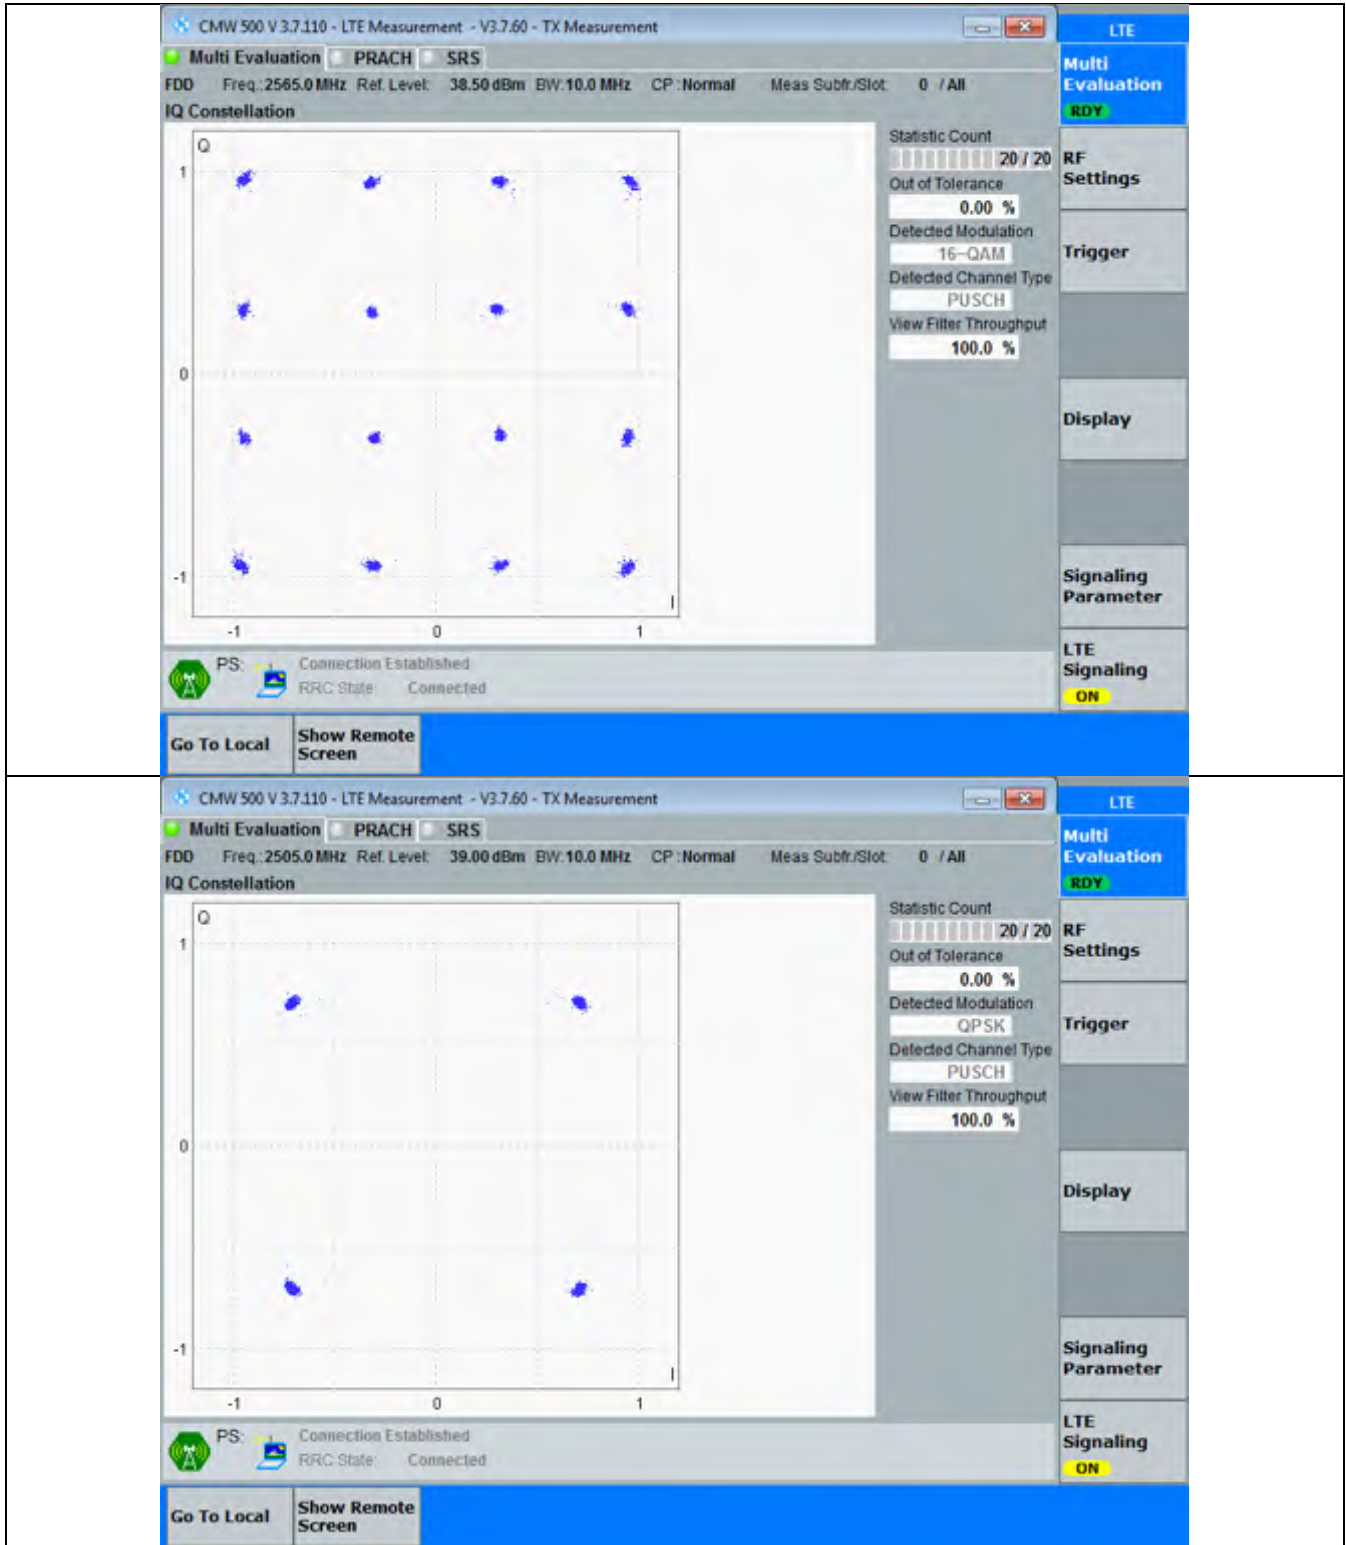 CMW 500 V 3.7.110 - LTE Measurement - V3.7.60 - TX Measurement
LTE
Multi Evaluation PRACH SRS
FDD Freq.:2565.0 MHz Ref. Level: 38.50 dBm BW:10.0 MHz CP:Normal Meas Subfr./Slot: 0 / All
IQ Constellation
Multi
Evaluation
RDY
Q
1
0
-1
-1 0 1
I
Statistic Count
20 / 20
Out of Tolerance
0.00 %
Detected Modulation
16-QAM
Detected Channel Type
PUSCH
View Filter Throughput
100.0 %
RF
Settings
Trigger
Display
Signaling
Parameter
LTE
Signaling
ON
PS: Connection Established
RRC State: Connected
Go To Local
Show Remote
Screen
CMW 500 V 3.7.110 - LTE Measurement - V3.7.60 - TX Measurement
LTE
Multi Evaluation PRACH SRS
FDD Freq.:2505.0 MHz Ref. Level: 39.00 dBm BW:10.0 MHz CP:Normal Meas Subfr./Slot: 0 / All
IQ Constellation
Multi
Evaluation
RDY
Q
1
0
-1
-1 0 1
I
Statistic Count
20 / 20
Out of Tolerance
0.00 %
Detected Modulation
QPSK
Detected Channel Type
PUSCH
View Filter Throughput
100.0 %
RF
Settings
Trigger
Display
Signaling
Parameter
LTE
Signaling
ON
PS: Connection Established
RRC State: Connected
Go To Local
Show Remote
Screen